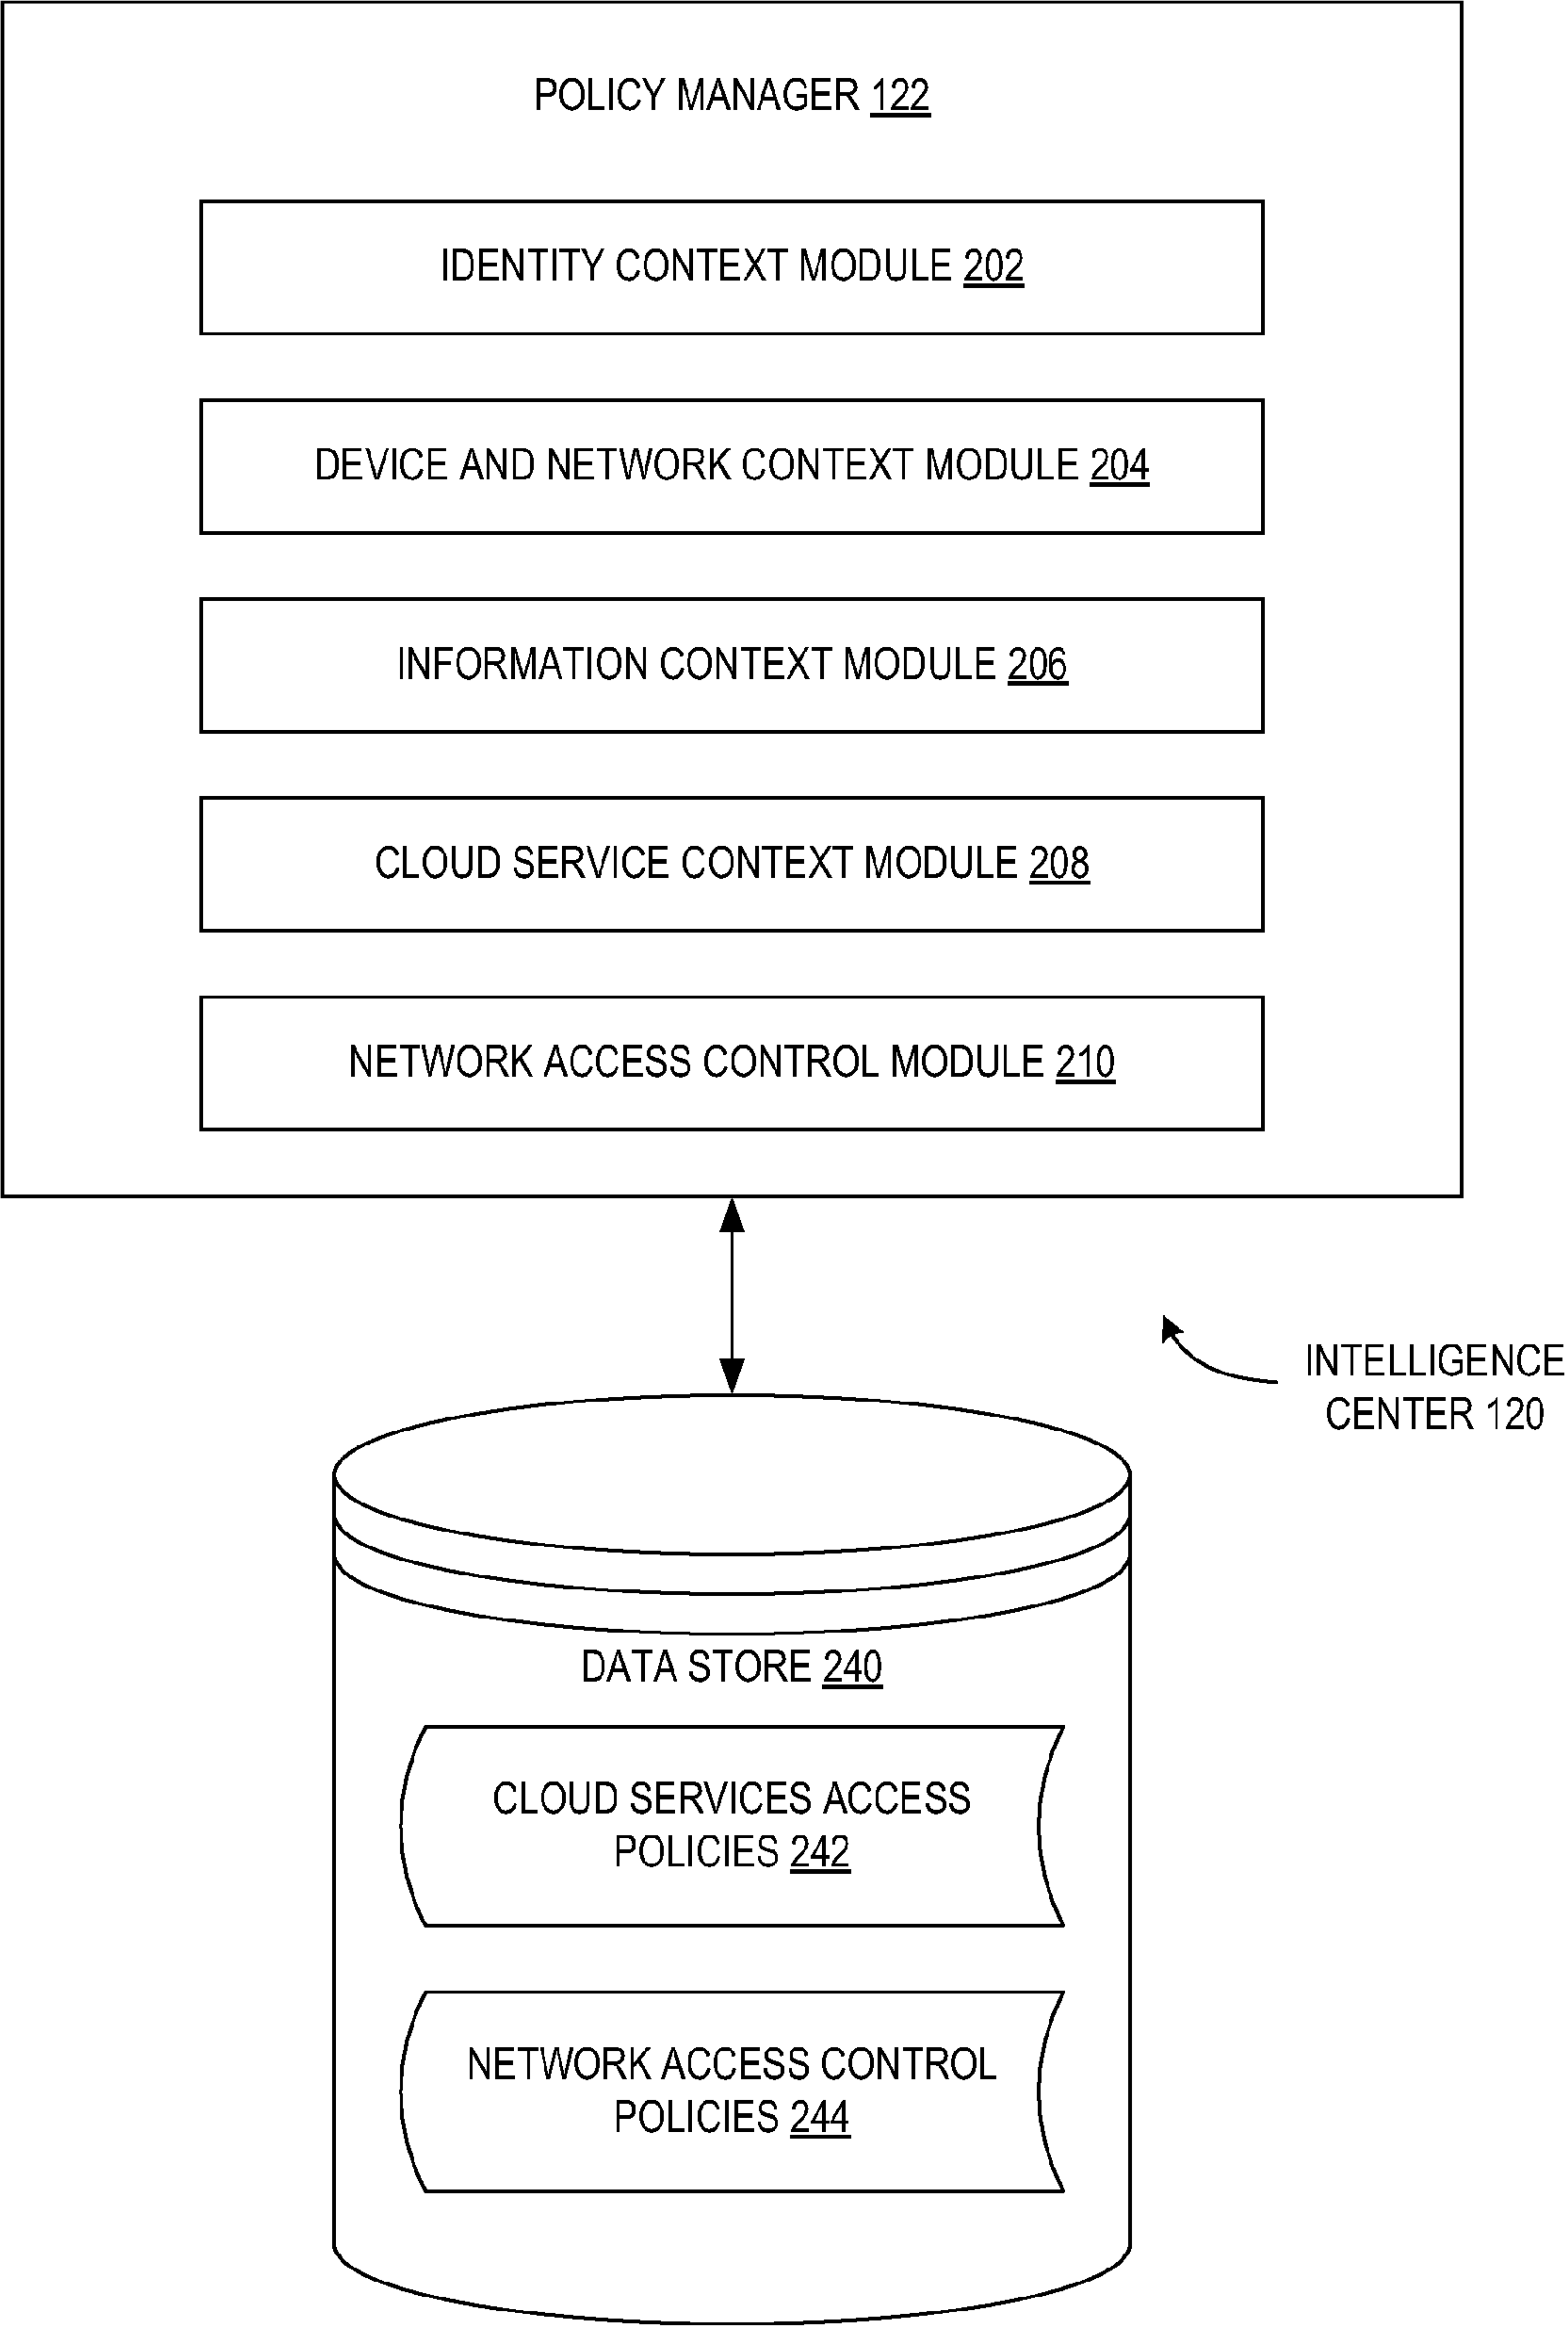 POLICY MANAGER 122
IDENTITY CONTEXT MODULE 202
DEVICE AND NETWORK CONTEXT MODULE 204
INFORMATION CONTEXT MODULE 206
CLOUD SERVICE CONTEXT MODULE 208
NETWORK ACCESS CONTROL MODULE 210
INTELLIGENCE
CENTER 120
DATA STORE 240
CLOUD SERVICES ACCESS
POLICIES 242
NETWORK ACCESS CONTROL
POLICIES 244